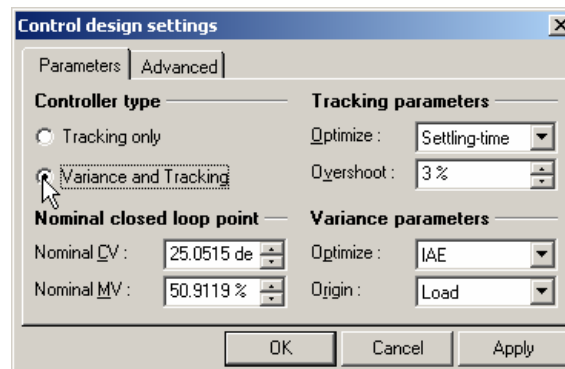 Control design settings
Parameters Advanced
Controller type
Tracking only
Variance and Tracking
Tracking parameters
Optimize : Settling-time
Overshoot : 3 %
Nominal closed loop point
Nominal CV : 25.0515 de
Nominal MV : 50.9119 %
Variance parameters
Optimize : IAE
Origin : Load
OK Cancel Apply